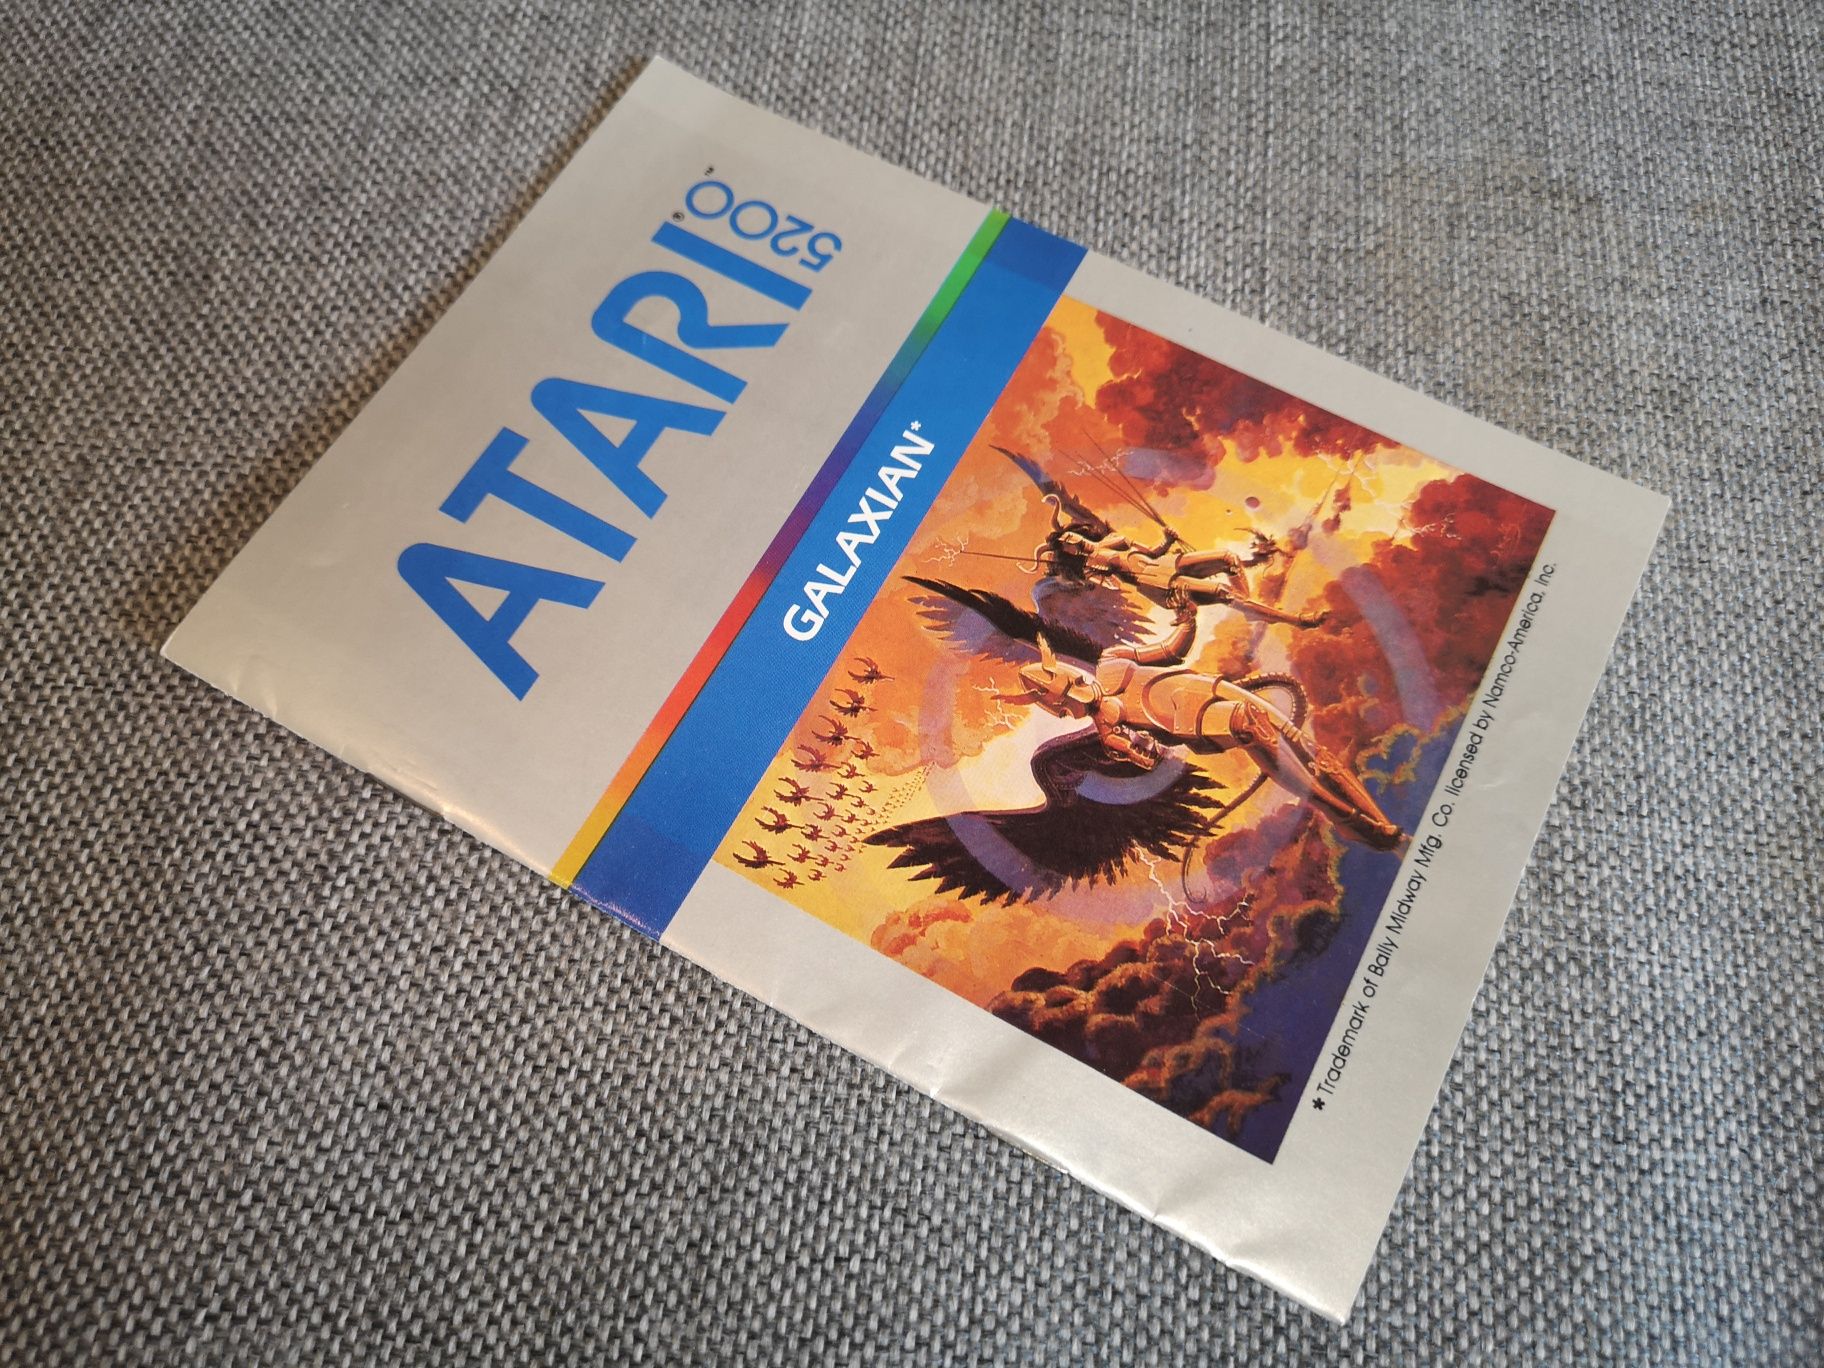 ATARI®
5200™
GALAXIAN*
*Trademark of Bally Midway Mfg. Co. licensed by Namco-America, Inc.